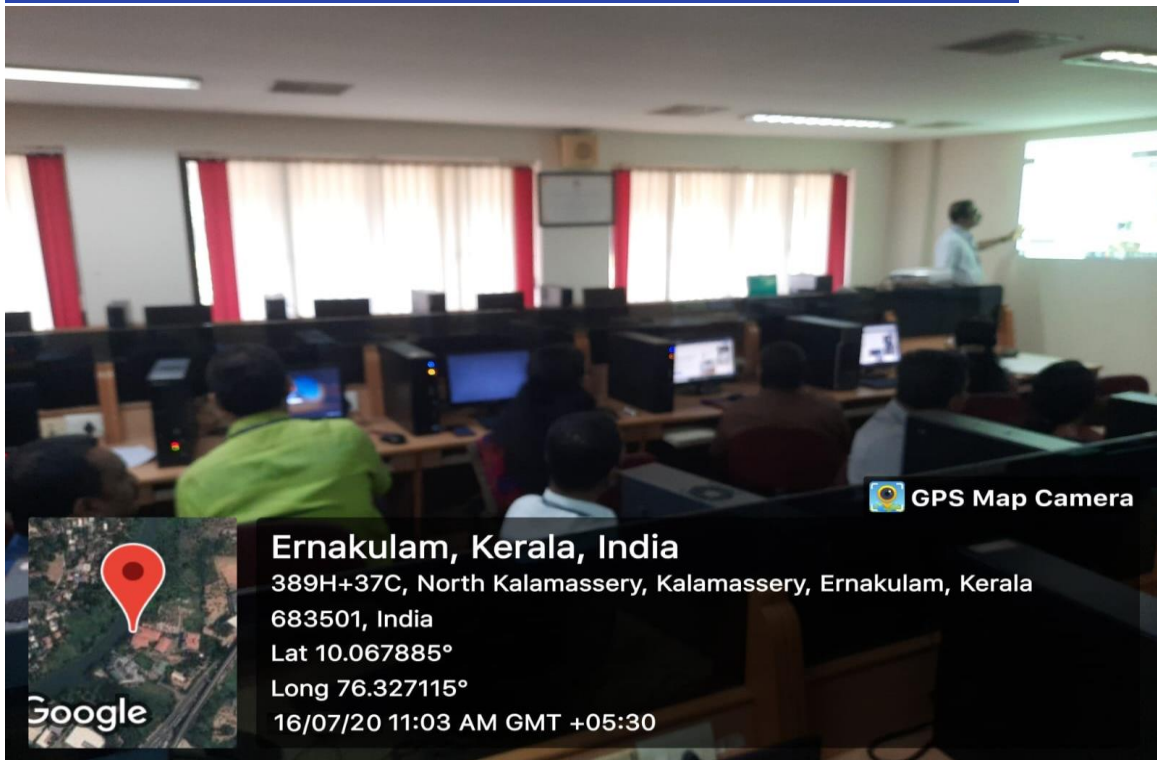 GPS Map Camera
Ernakulam, Kerala, India
389H+37C, North Kalamassery, Kalamassery, Ernakulam, Kerala
683501, India
Lat 10.067885°
Long 76.327115°
16/07/20 11:03 AM GMT +05:30
Google